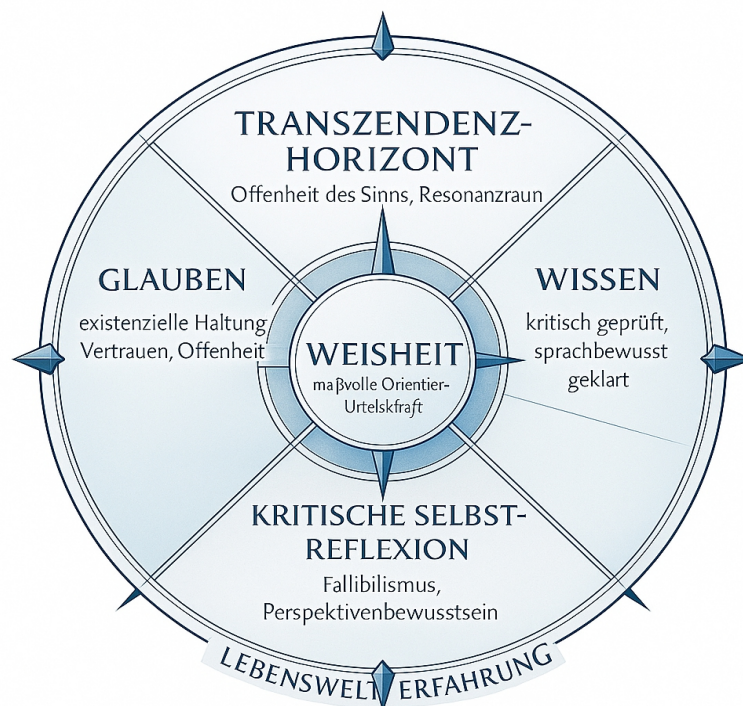 TRANSZENDENZ-
HORIZONT
Offenheit des Sinns, Resonanzraun
GLAUBEN
existenzielle Haltung
Vertrauen, Offenheit
WEISHEIT
maβvolle Orientier-
Urtelskfraft
WISSEN
kritisch geprüft,
sprachbewusst
geklart
KRITISCHE SELBST-
REFLEXION
Fallibilismus,
Perspektivenbewusstsein
LEBENSWELT ERFAHRUNG